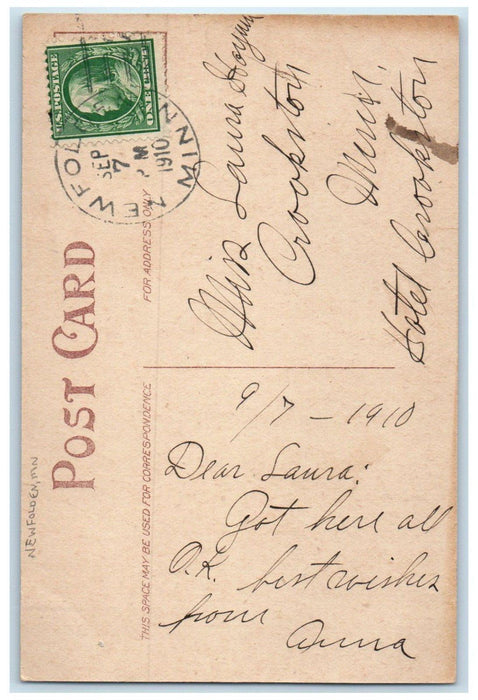 POST CARD
THIS SPACE MAY BE USED FOR CORRESPONDENCE
FOR ADDRESS ONLY
U.S. POSTAGE
ONE CENT
NEWFOL MINN
SEP
7
M
1910
Miss Laura
Crookston
Minn.
Hotel Crookston
9/7 - 1910
Dear Laura:
Got here all
O.K. best wishes
from
Anna
NEWFOLDEN, MN